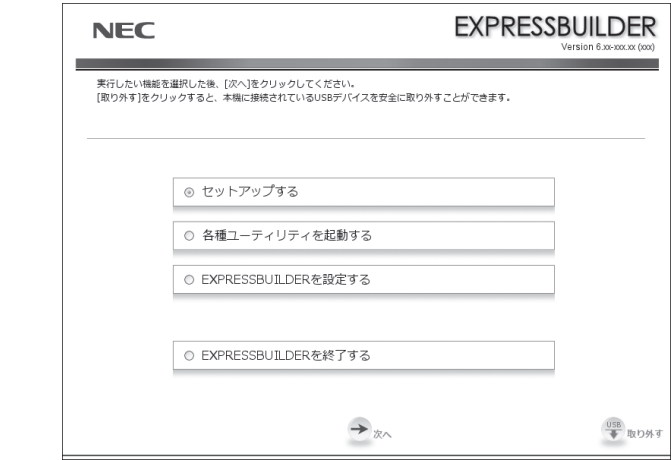 NEC
EXPRESSBUILDER
Version 6.xx-xxx.xx (xxx)
実行したい機能を選択した後、[次へ]をクリックしてください。
[取り外す]をクリックすると、本機に接続されているUSBデバイスを安全に取り外すことができます。
セットアップする
各種ユーティリティを起動する
EXPRESSBUILDERを設定する
EXPRESSBUILDERを終了する
次へ
USB
取り外す